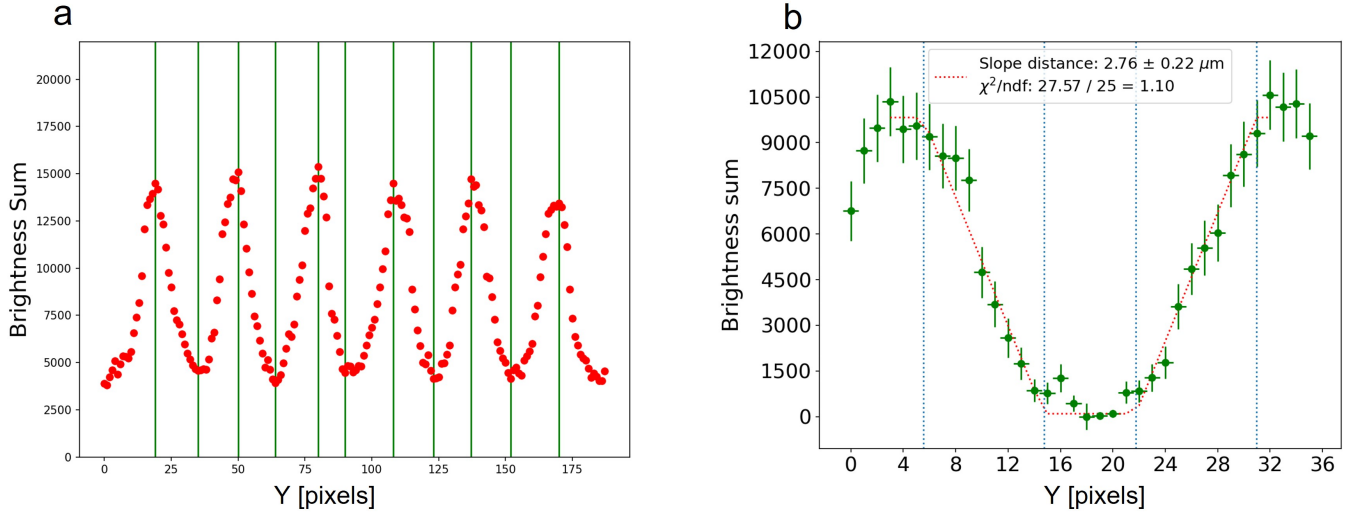 a
20000
17500
15000
12500
10000
7500
5000
2500
0
Brightness Sum
0 25 50 75 100 125 150 175
Y [pixels]
b
12000
10500
9000
7500
6000
4500
3000
1500
0
Brightness sum
Slope distance: 2.76 ± 0.22 μm
χ²/ndf: 27.57 / 25 = 1.10
0 4 8 12 16 20 24 28 32 36
Y [pixels]